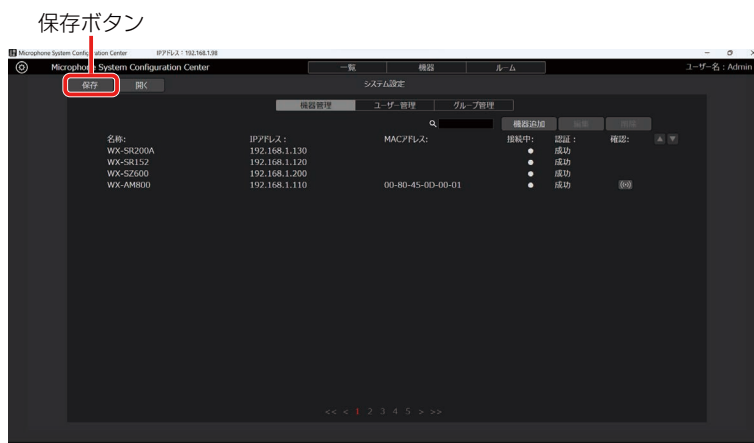 保存ボタン
Microphone System Configuration Center IPアドレス : 192.168.1.98
Microphone System Configuration Center 一覧 機器 ルーム ユーザー名 : Admin
保存 開く システム設定
機器管理 ユーザー管理 グループ管理
機器追加 編集 削除
名称: IPアドレス : MACアドレス: 接続中: 認証 : 確認:
WX-SR200A 192.168.1.130 成功
WX-SR152 192.168.1.120 成功
WX-SZ600 192.168.1.200 成功
WX-AM800 192.168.1.110 00-80-45-0D-00-01 成功
<< < 1 2 3 4 5 > >>